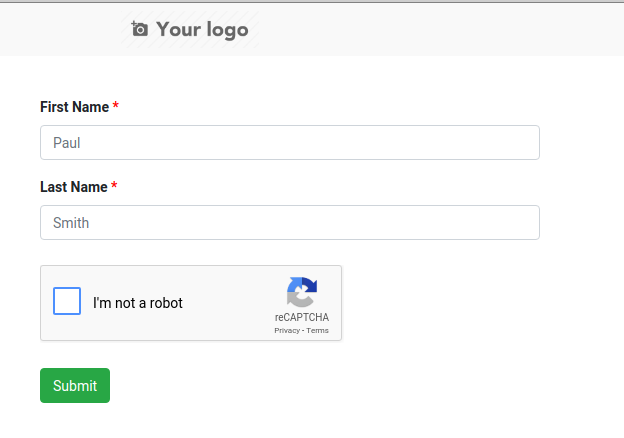 Your logo
First Name *
Paul
Last Name *
Smith
I'm not a robot
reCAPTCHA
Privacy - Terms
Submit